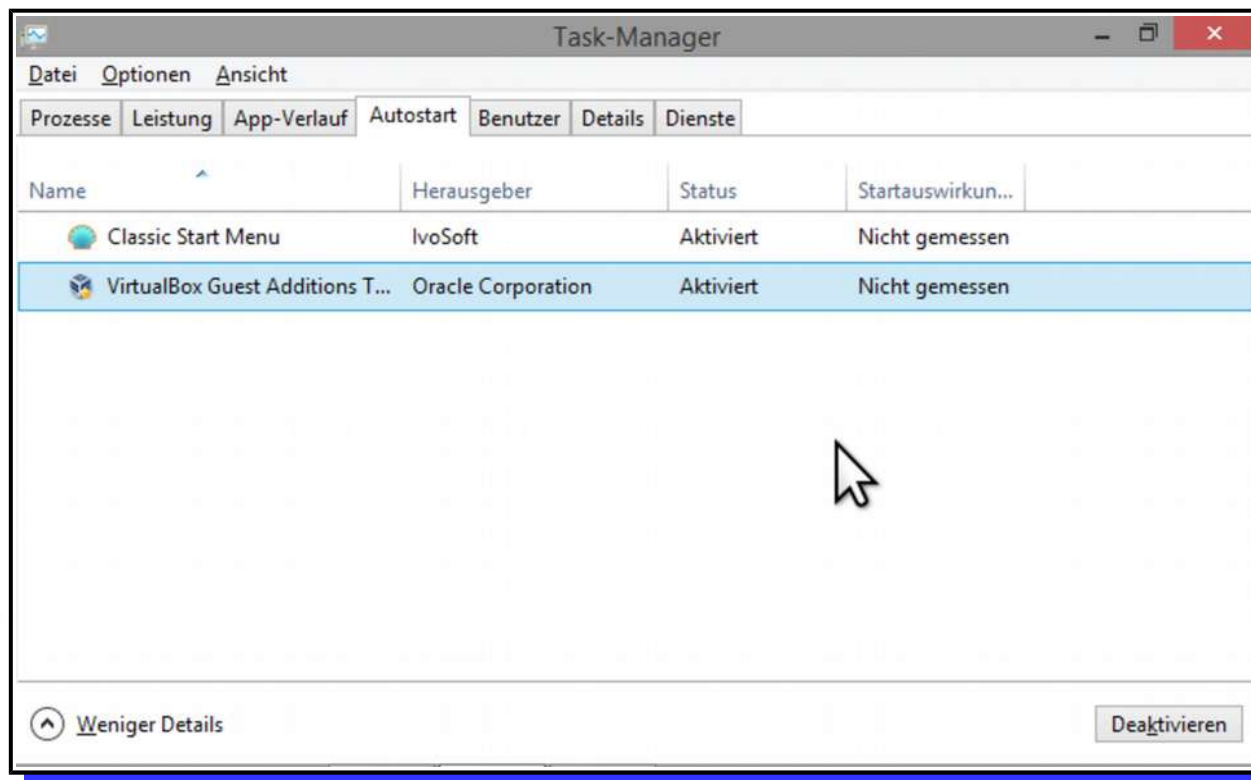 Task-Manager
Datei Optionen Ansicht
Prozesse Leistung App-Verlauf Autostart Benutzer Details Dienste
Name Herausgeber Status Startauswirkun...
Classic Start Menu IvoSoft Aktiviert Nicht gemessen
VirtualBox Guest Additions T... Oracle Corporation Aktiviert Nicht gemessen
Weniger Details Deaktivieren